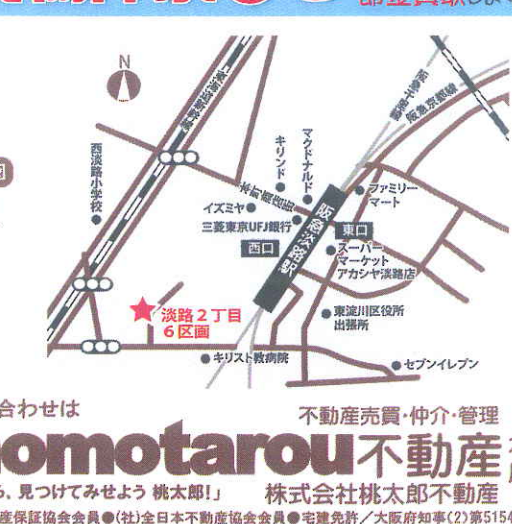 即金買取しま
N
東海道新幹線
阪急千里線
阪急京都線
西淡路小学校
キリンド
マクドナルド
本町商店街
イズミヤ
三菱東京UFJ銀行
ファミリー
マート
阪急淡路駅
西口
東口
スーパー
マーケット
アカシヤ淡路店
淡路2丁目
6区画
東淀川区役所
出張所
キリスト教病院
セブンイレブン
合わせは
不動産売買・仲介・管理
momotarou不動産
ら、見つけてみせよう 桃太郎!」
株式会社桃太郎不動産
産保証協会会員●(社)全日本不動産協会会員●宅建免許/大阪府知事(2)第5154